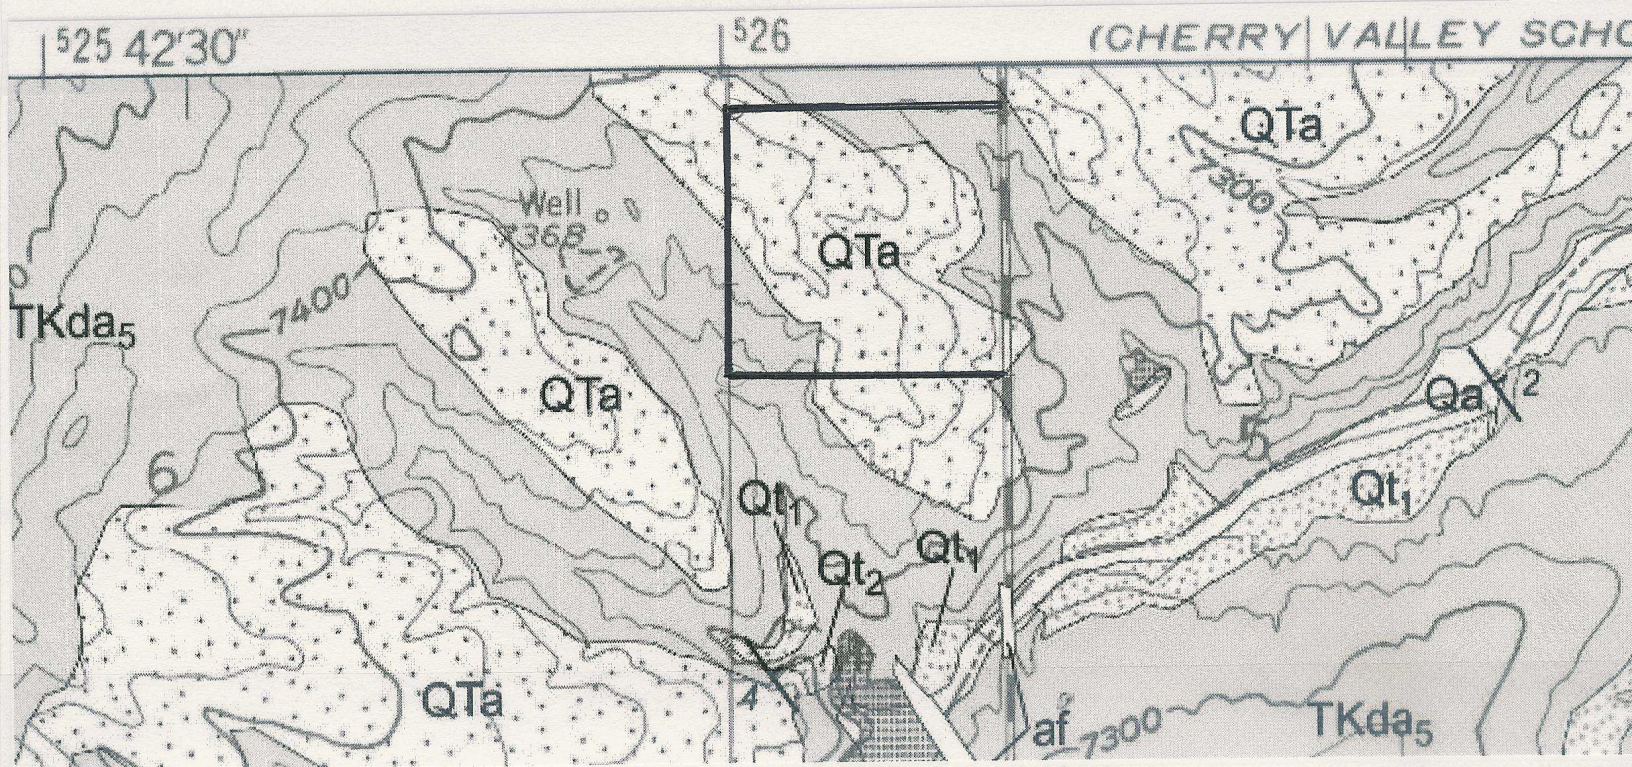 525 42'30" 526 (CHERRY VALLEY SCHO
QTa
7300
Well
7368
QTa
7400
TKda5
QTa
Qa 2
5
6
Qt1
Qt1
Qt2 Qt1
4
QTa
af
7300
TKda5